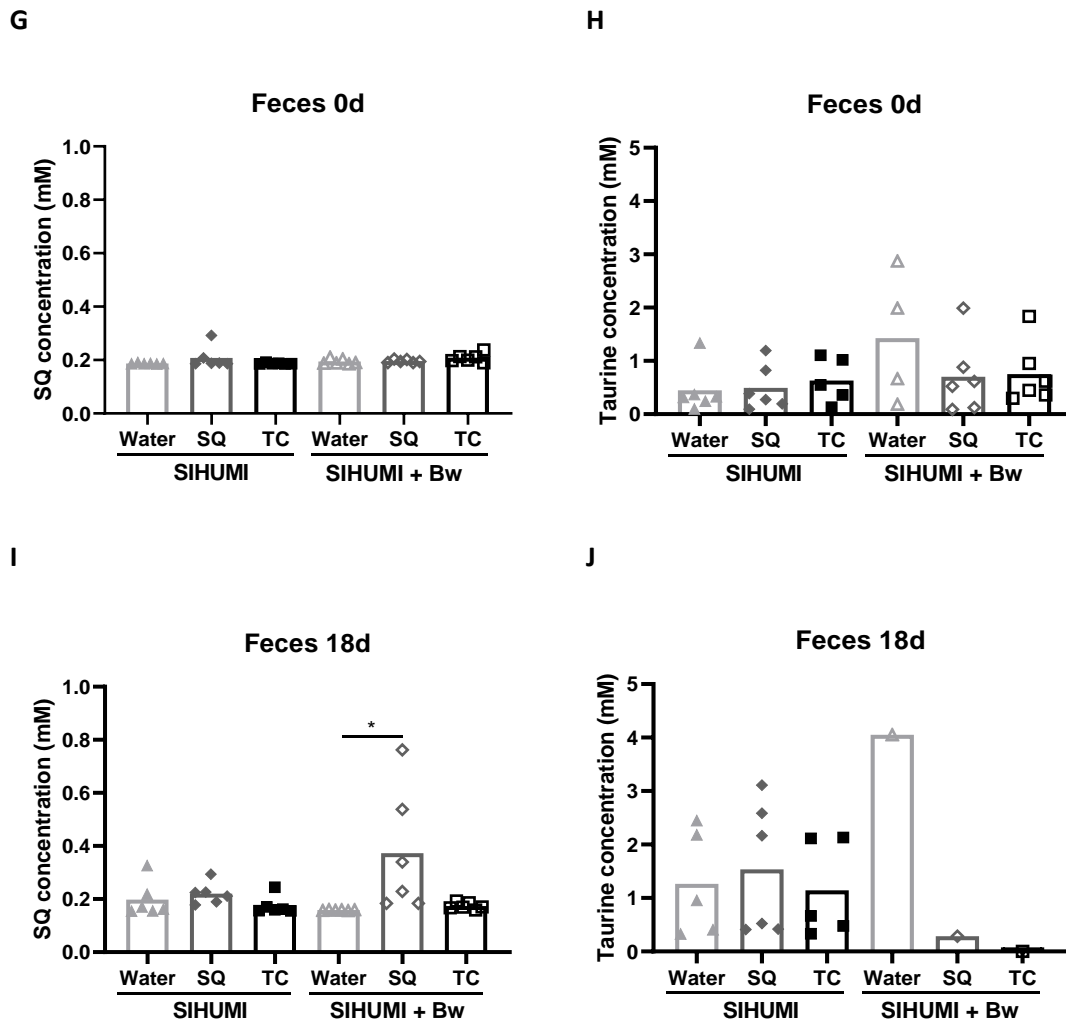 G
H
Feces 0d
SQ concentration (mM)
1.0
0.8
0.6
0.4
0.2
0.0
Water SQ TC Water SQ TC
SIHUMI SIHUMI + Bw
Feces 0d
Taurine concentration (mM)
5
4
3
2
1
0
Water SQ TC Water SQ TC
SIHUMI SIHUMI + Bw
I
J
Feces 18d
SQ concentration (mM)
1.0
0.8
0.6
0.4
0.2
0.0
*
Water SQ TC Water SQ TC
SIHUMI SIHUMI + Bw
Feces 18d
Taurine concentration (mM)
5
4
3
2
1
0
Water SQ TC Water SQ TC
SIHUMI SIHUMI + Bw